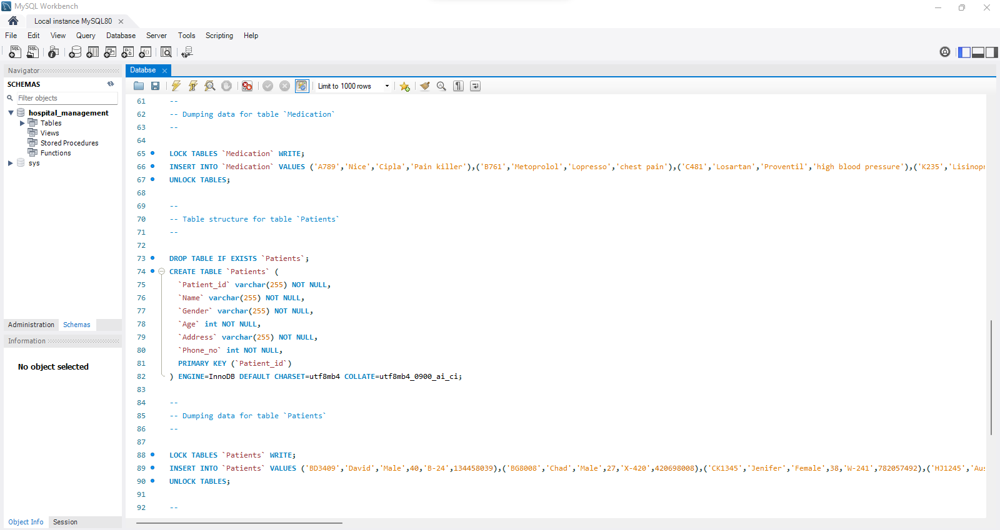 MySQL Workbench
Local instance MySQL80
File Edit View Query Database Server Tools Scripting Help
Navigator
SCHEMAS
Filter objects
hospital_management
Tables
Views
Stored Procedures
Functions
sys
Administration Schemas
Information
No object selected
Object Info Session
Databse
Limit to 1000 rows
61 --
62 -- Dumping data for table `Medication`
63 --
64
65 LOCK TABLES `Medication` WRITE;
66 INSERT INTO `Medication` VALUES ('A789','Nice','Cipla','Pain killer'),('B761','Metoprolol','Lopresso','chest pain'),('C481','Losartan','Proventil','high blood pressure'),('K235','Lisinopr
67 UNLOCK TABLES;
68
69 --
70 -- Table structure for table `Patients`
71 --
72
73 DROP TABLE IF EXISTS `Patients`;
74 CREATE TABLE `Patients` (
75 `Patient_id` varchar(255) NOT NULL,
76 `Name` varchar(255) NOT NULL,
77 `Gender` varchar(255) NOT NULL,
78 `Age` int NOT NULL,
79 `Address` varchar(255) NOT NULL,
80 `Phone_no` int NOT NULL,
81 PRIMARY KEY (`Patient_id`)
82 ) ENGINE=InnoDB DEFAULT CHARSET=utf8mb4 COLLATE=utf8mb4_0900_ai_ci;
83
84 --
85 -- Dumping data for table `Patients`
86 --
87
88 LOCK TABLES `Patients` WRITE;
89 INSERT INTO `Patients` VALUES ('BD3409','David','Male',40,'B-24',134458039),('BG8008','Chad','Male',27,'X-420',420698008),('CK1345','Jenifer','Female',38,'W-241',782057492),('HJ1245','Aus
90 UNLOCK TABLES;
91
92 --